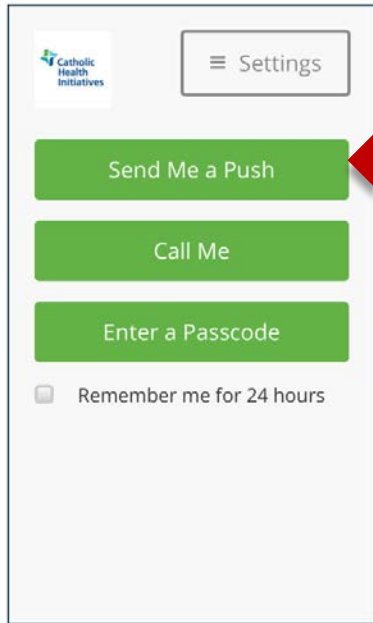 Catholic
Health
Initiatives
≡ Settings
Send Me a Push
Call Me
Enter a Passcode
Remember me for 24 hours